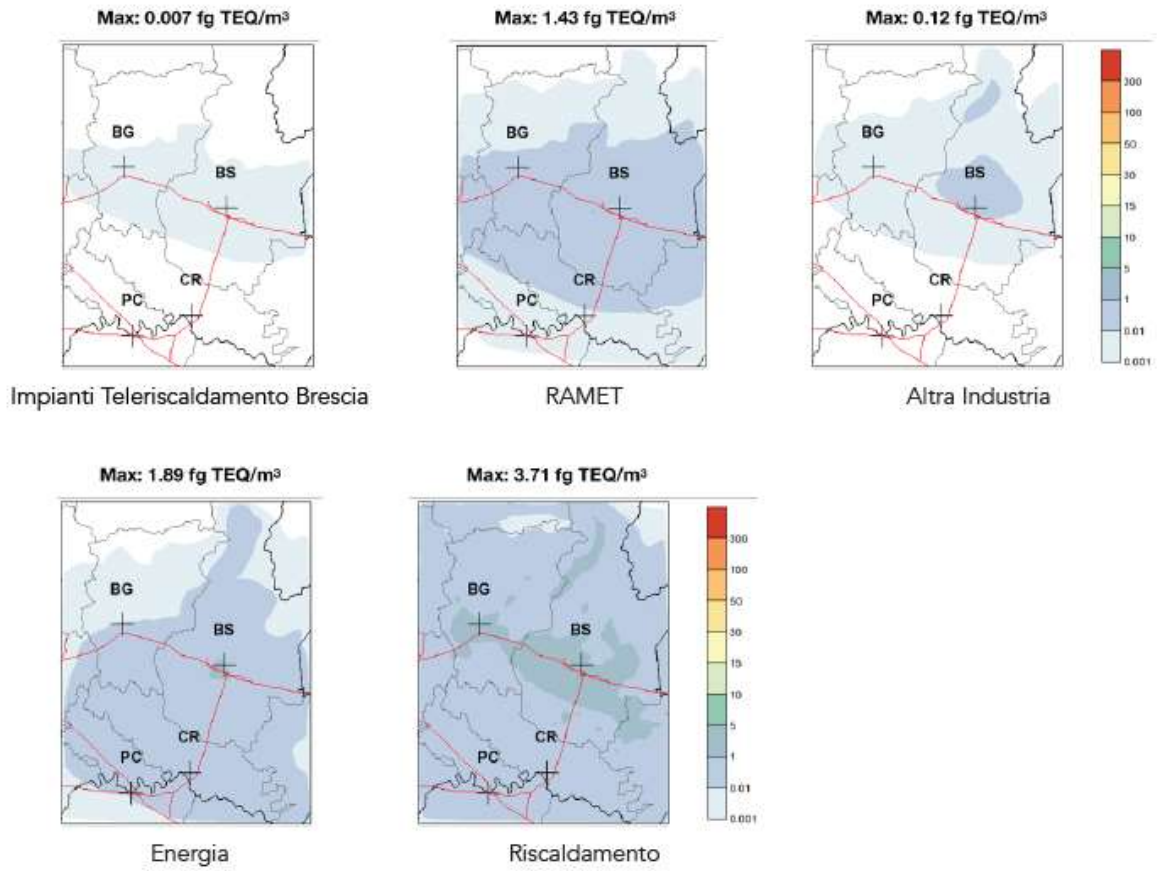 Max: 0.007 fg TEQ/m³
Max: 1.43 fg TEQ/m³
Max: 0.12 fg TEQ/m³
BG
BS
CR
PC
BG
BS
CR
PC
BG
BS
CR
PC
300
100
50
30
15
10
5
1
0.01
0.001
Impianti Teleriscaldamento Brescia
RAMET
Altra Industria
Max: 1.89 fg TEQ/m³
Max: 3.71 fg TEQ/m³
BG
BS
CR
PC
BG
BS
CR
PC
300
100
50
30
15
10
5
1
0.01
0.001
Energia
Riscaldamento